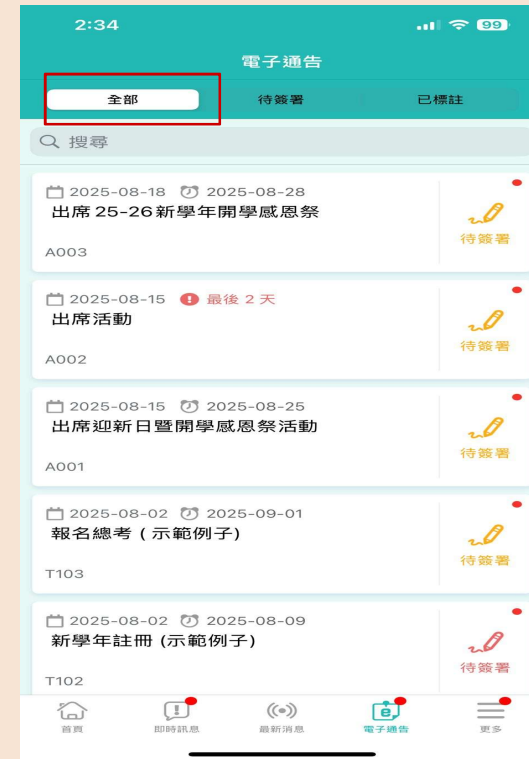 2:34
99
電子通告
全部
待簽署
已標註
搜尋
2025-08-18 2025-08-28
出席 25-26 新學年開學感恩祭
待簽署
A003
2025-08-15 最後 2 天
出席活動
待簽署
A002
2025-08-15 2025-08-25
出席迎新日暨開學感恩祭活動
待簽署
A001
2025-08-02 2025-09-01
報名總考 ( 示範例子)
待簽署
T103
2025-08-02 2025-08-09
新學年註冊 (示範例子)
待簽署
T102
首頁
即時訊息
最新消息
電子通告
更多